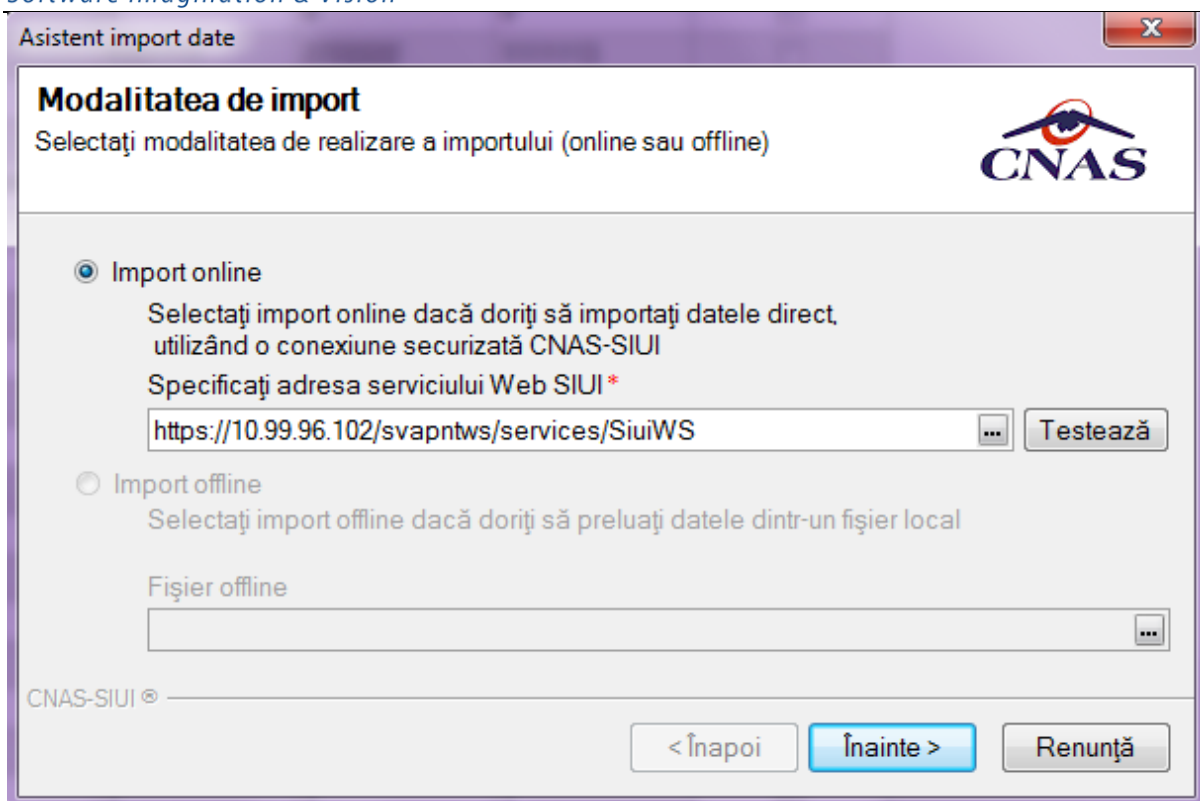 Software Imagination & Vision
Asistent import date
Modalitatea de import
Selectaţi modalitatea de realizare a importului (online sau offline)
CNAS
Import online
Selectaţi import online dacă doriţi să importaţi datele direct,
utilizând o conexiune securizată CNAS-SIUI
Specificaţi adresa serviciului Web SIUI *
https://10.99.96.102/svapntws/services/SiuiWS
...
Testează
Import offline
Selectaţi import offline dacă doriţi să preluaţi datele dintr-un fişier local
Fişier offline
...
CNAS-SIUI ®
< Înapoi
Înainte >
Renunţă